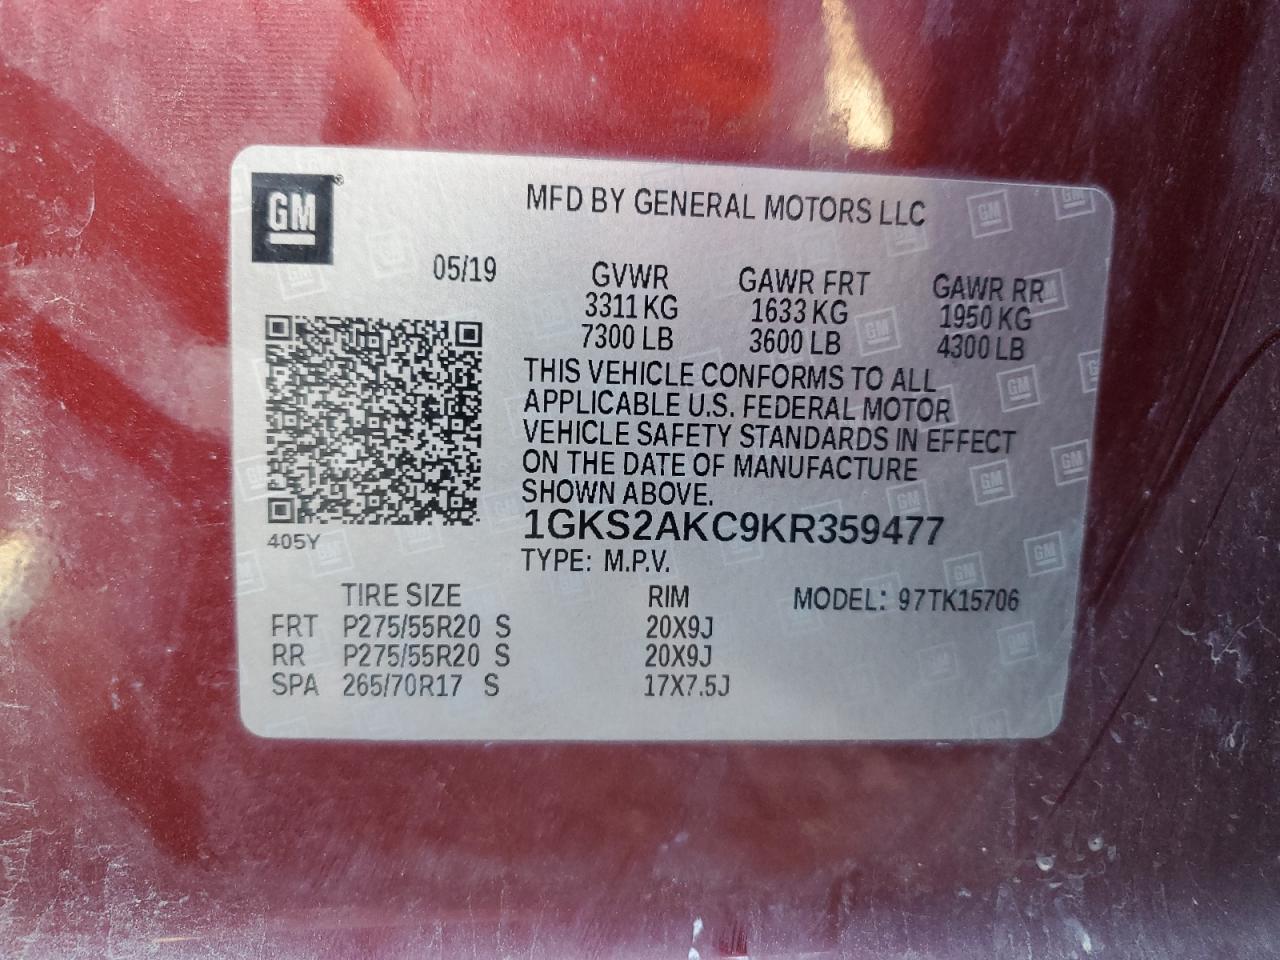 GM
MFD BY GENERAL MOTORS LLC
05/19
GVWR GAWR FRT GAWR RR
3311 KG 1633 KG 1950 KG
7300 LB 3600 LB 4300 LB
THIS VEHICLE CONFORMS TO ALL
APPLICABLE U.S. FEDERAL MOTOR
VEHICLE SAFETY STANDARDS IN EFFECT
ON THE DATE OF MANUFACTURE
SHOWN ABOVE.
1GKS2AKC9KR359477
405Y
TYPE: M.P.V.
TIRE SIZE RIM MODEL: 97TK15706
FRT P275/55R20 S 20X9J
RR P275/55R20 S 20X9J
SPA 265/70R17 S 17X7.5J